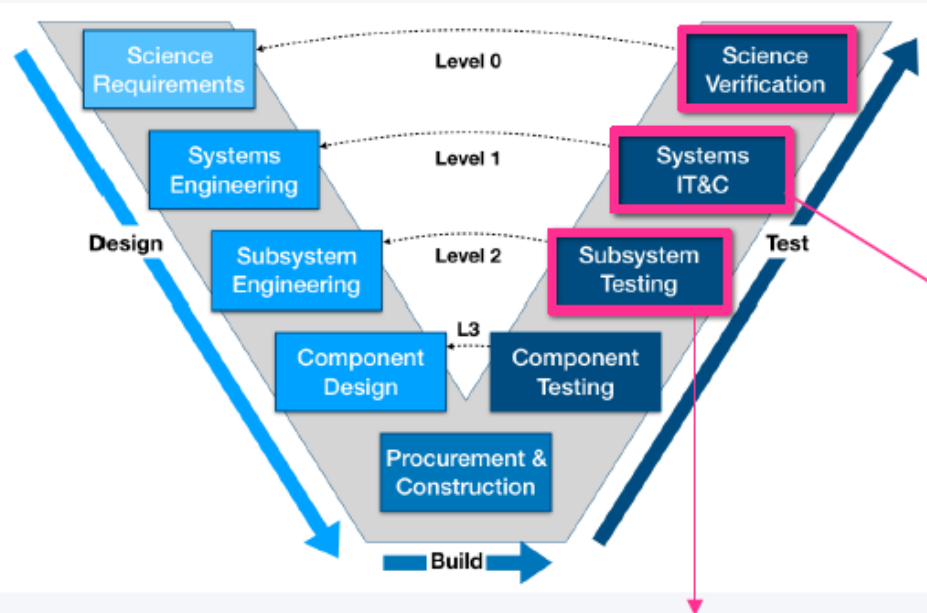 Science
Requirements
Level 0
Science
Verification
Systems
Engineering
Level 1
Systems
IT&C
Design
Subsystem
Engineering
Level 2
Subsystem
Testing
Test
L3
Component
Design
Component
Testing
Procurement &
Construction
Build